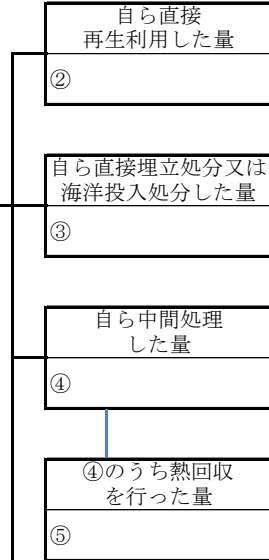 自ら直接
再生利用した量
②
自ら直接埋立処分又は
海洋投入処分した量
③
自ら中間処理
した量
④
④のうち熱回収
を行った量
⑤